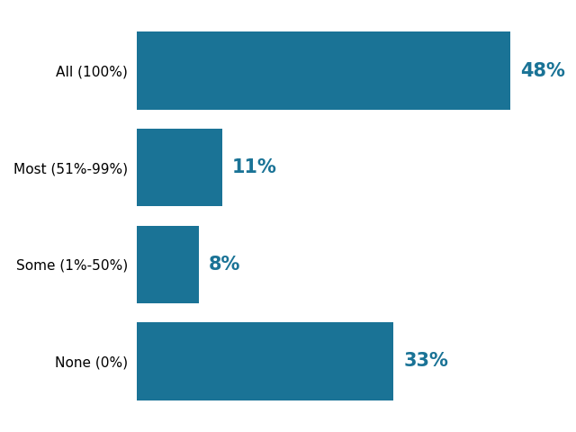 All (100%) 48%
Most (51%-99%) 11%
Some (1%-50%) 8%
None (0%) 33%